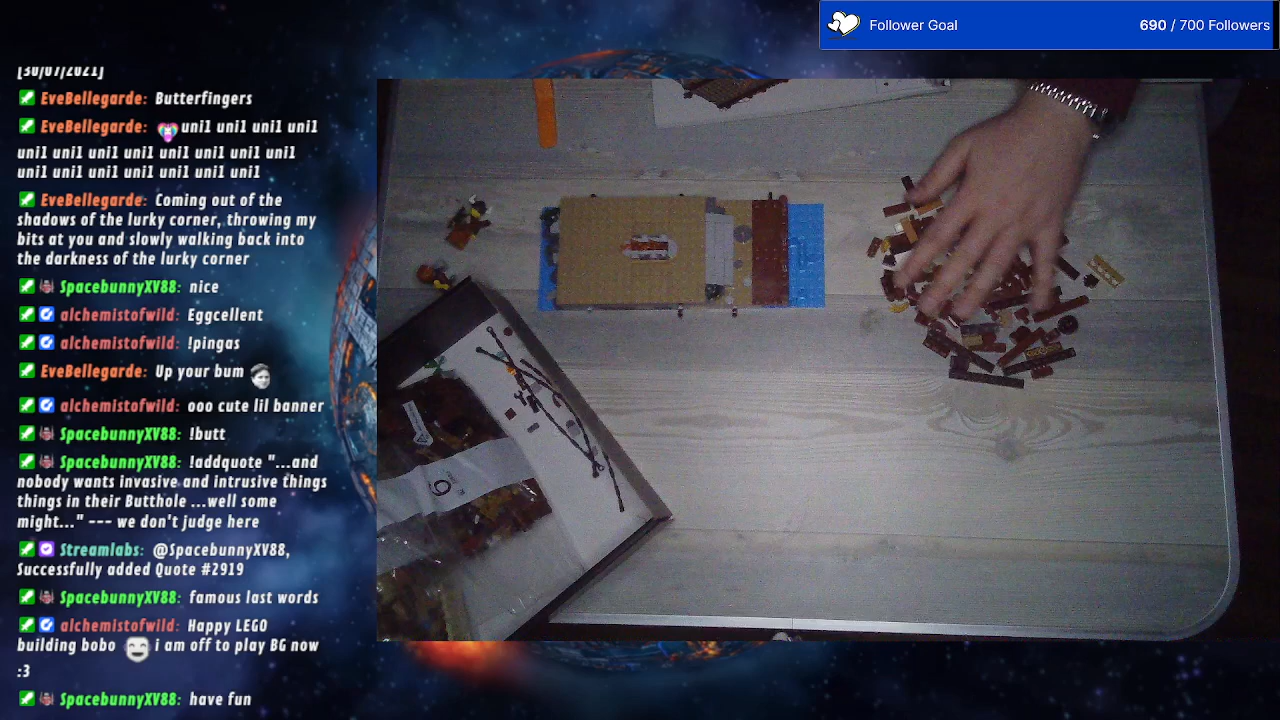 Follower Goal 690 / 700 Followers
[30/07/2021]
EveBellegarde: Butterfingers
EveBellegarde: uni1 uni1 uni1 uni1
uni1 uni1 uni1 uni1 uni1 uni1 uni1 uni1
uni1 uni1 uni1 uni1 uni1 uni1 uni1
EveBellegarde: Coming out of the
shadows of the lurky corner, throwing my
bits at you and slowly walking back into
the darkness of the lurky corner
SpacebunnyXV88: nice
alchemistofwild: Eggcellent
alchemistofwild: !pingas
EveBellegarde: Up your bum
alchemistofwild: ooo cute lil banner
SpacebunnyXV88: !butt
SpacebunnyXV88: !addquote "...and
nobody wants invasive and intrusive things
things in their Butthole ...well some
might..." --- we don't judge here
Streamlabs: @SpacebunnyXV88,
Successfully added Quote #2919
SpacebunnyXV88: famous last words
alchemistofwild: Happy LEGO
building bobo i am off to play BG now
:3
SpacebunnyXV88: have fun
9